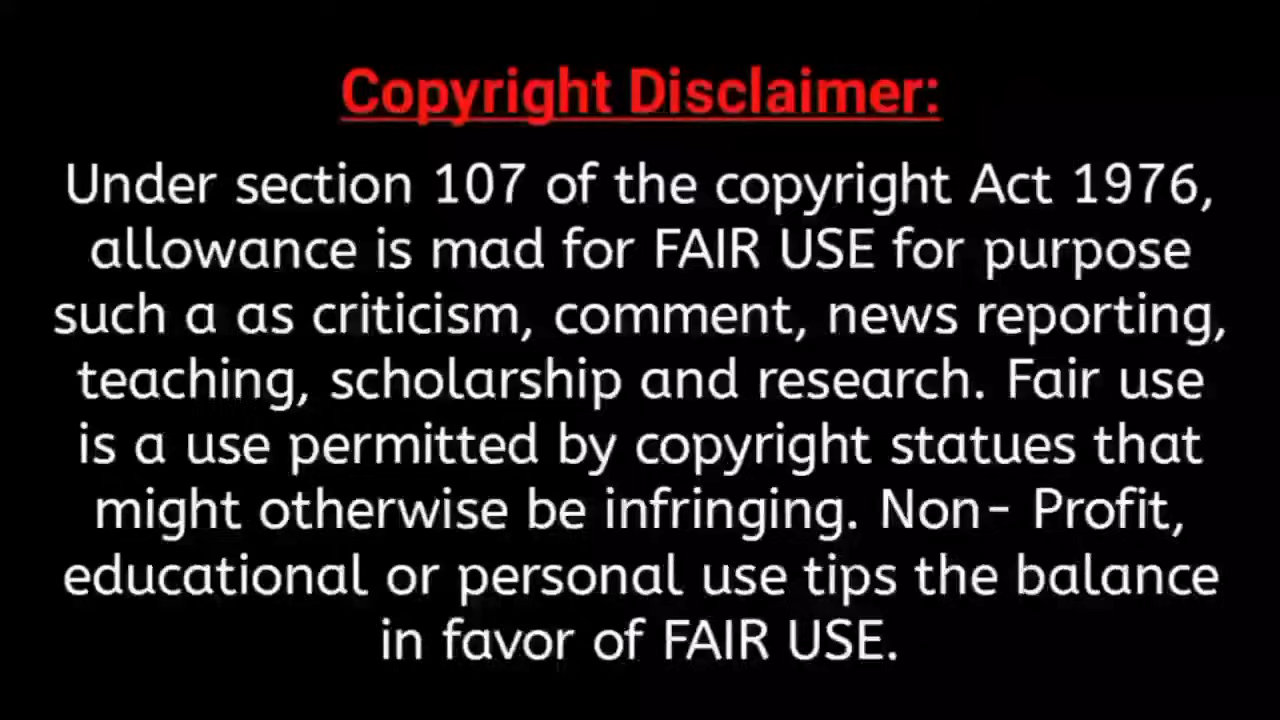 Copyright Disclaimer:
Under section 107 of the copyright Act 1976,
allowance is mad for FAIR USE for purpose
such a as criticism, comment, news reporting,
teaching, scholarship and research. Fair use
is a use permitted by copyright statues that
might otherwise be infringing. Non- Profit,
educational or personal use tips the balance
in favor of FAIR USE.